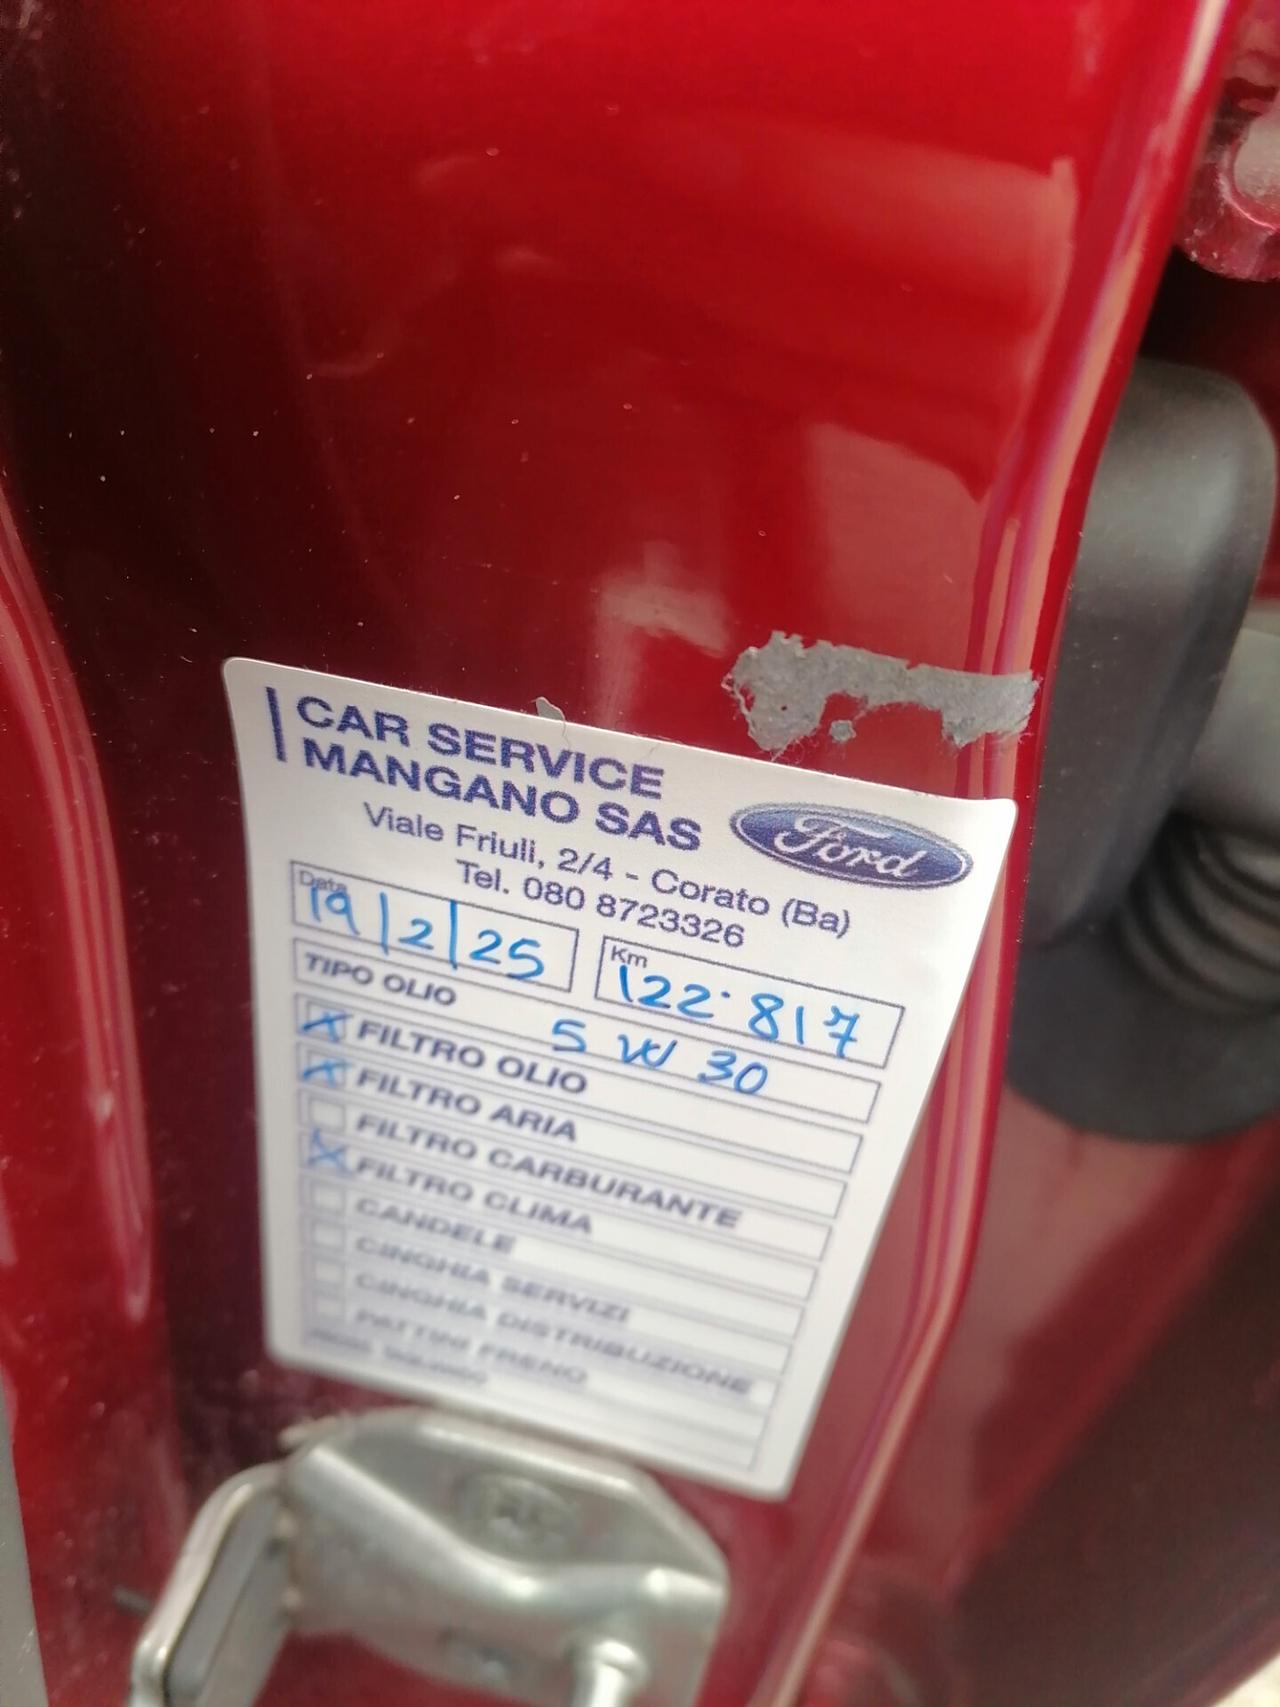 CAR SERVICE
MANGANO SAS
Ford
Viale Friuli, 2/4 - Corato (Ba)
Tel. 080 8723326
Data 19/2/25
Km 122.817
TIPO OLIO 5W30
X FILTRO OLIO
X FILTRO ARIA
FILTRO CARBURANTE
X FILTRO CLIMA
CANDELE
CINGHIA SERVIZI
CINGHIA DISTRIBUZIONE
PATTINI FRENO